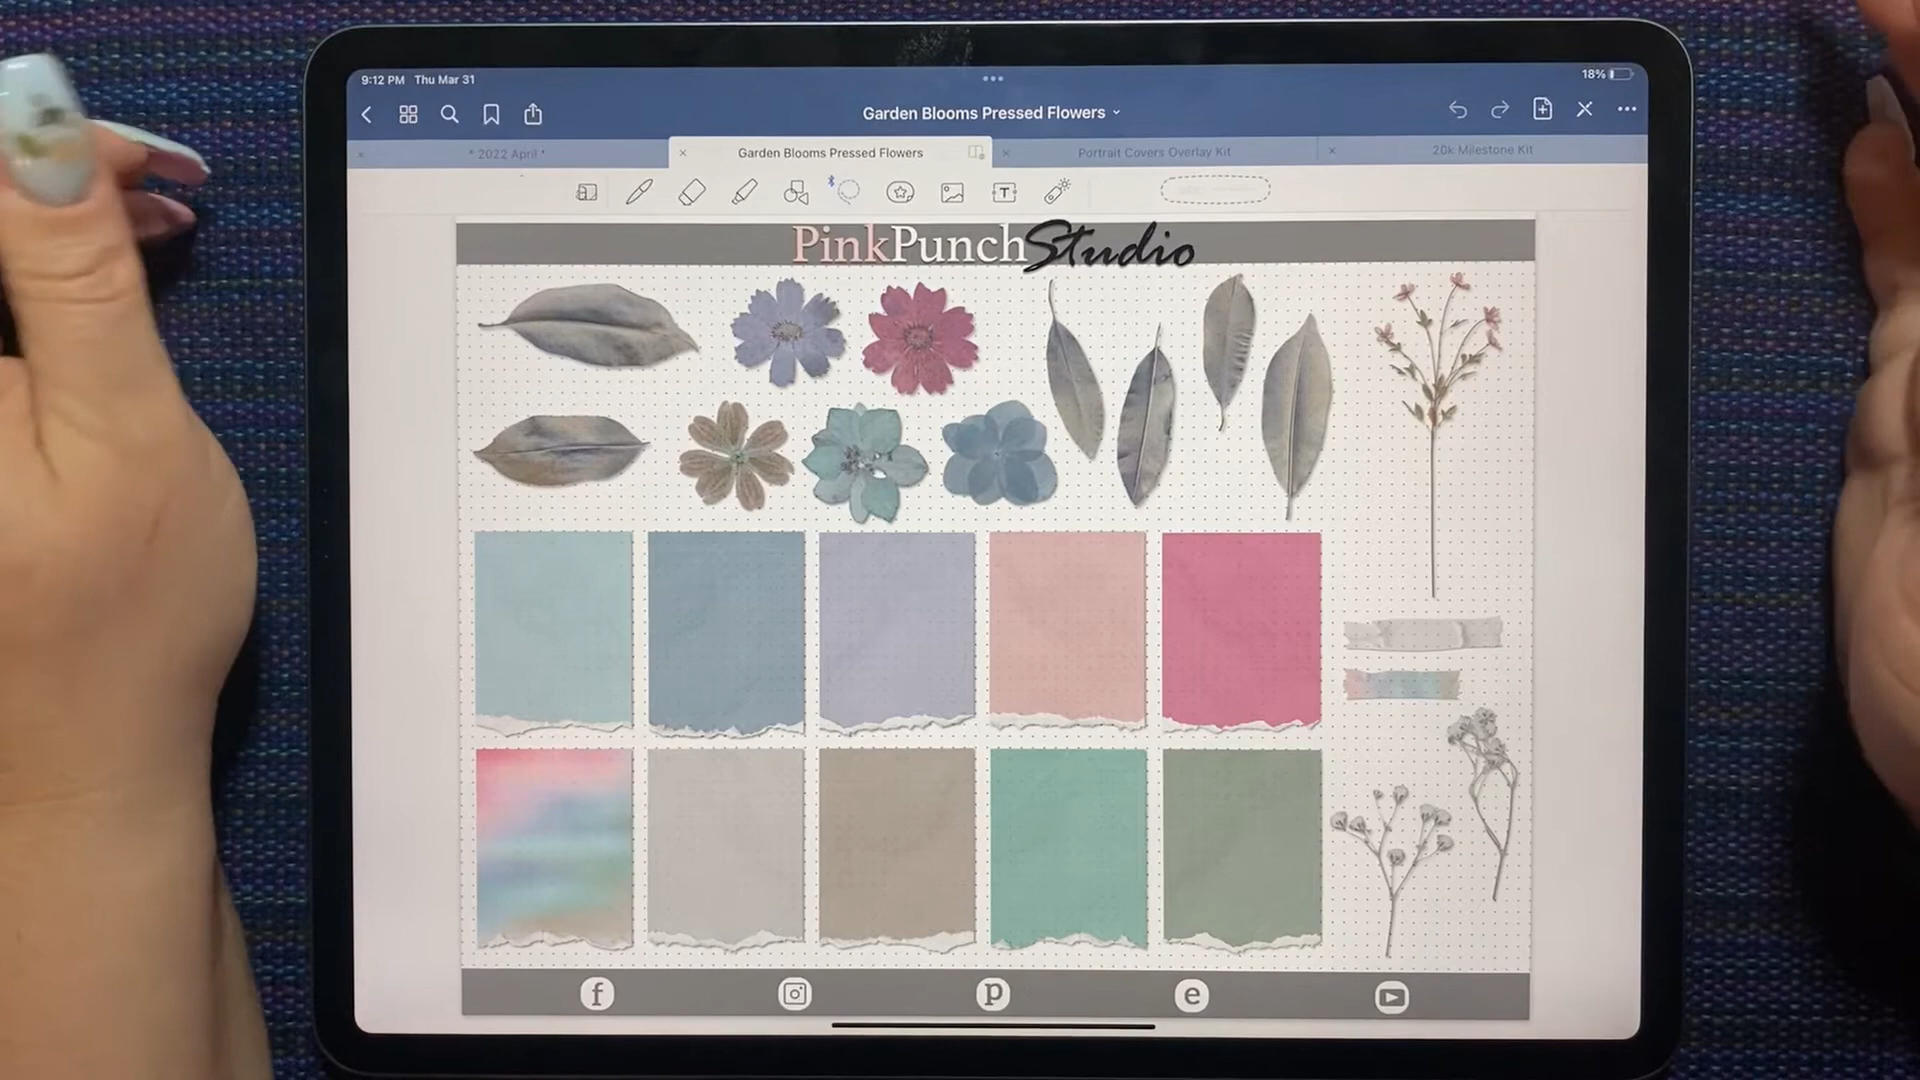 9:12 PM Thu Mar 31
18%
Garden Blooms Pressed Flowers
* 2022 April *
Garden Blooms Pressed Flowers
Portrait Covers Overlay Kit
20k Milestone Kit
T
PinkPunchStudio
f
p
e